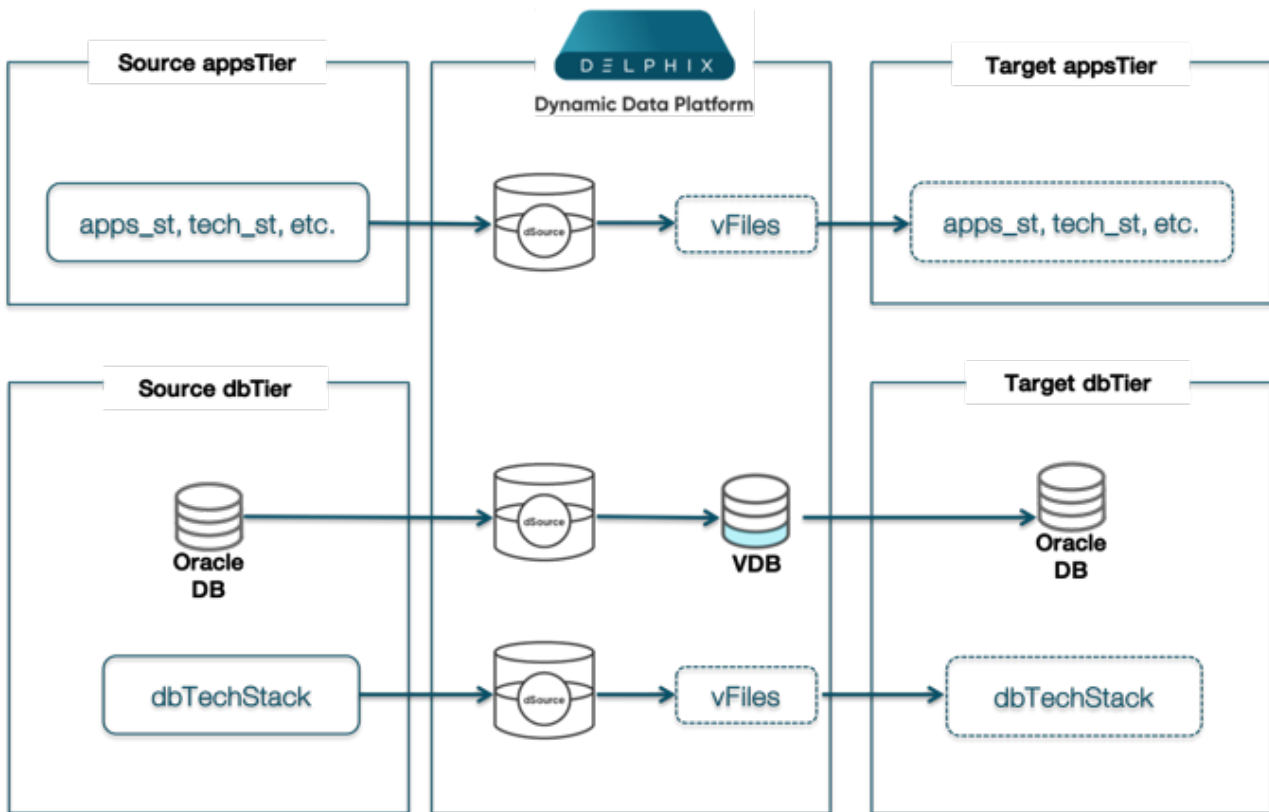 Source appsTier
DELPHIX
Dynamic Data Platform
Target appsTier
apps_st, tech_st, etc.
dSource
vFiles
apps_st, tech_st, etc.
Source dbTier
Target dbTier
Oracle
DB
dSource
VDB
Oracle
DB
dbTechStack
dSource
vFiles
dbTechStack